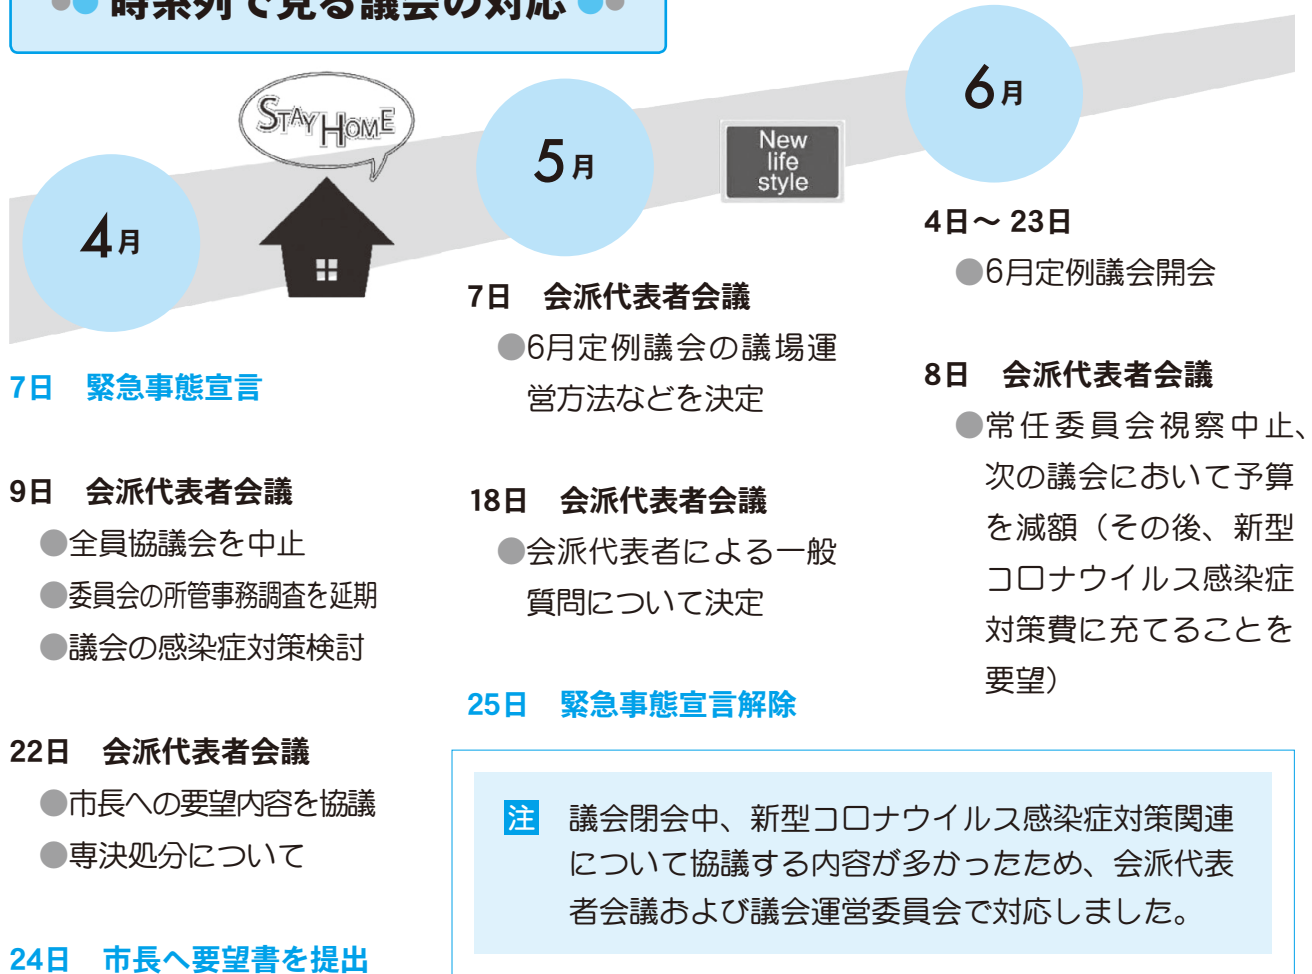 時系列で見る議会の対応
4月
STAY HOME
7日　緊急事態宣言
9日　会派代表者会議
●全員協議会を中止
●委員会の所管事務調査を延期
●議会の感染症対策検討
22日　会派代表者会議
●市長への要望内容を協議
●専決処分について
24日　市長へ要望書を提出
5月
New
life
style
7日　会派代表者会議
●6月定例議会の議場運
営方法などを決定
18日　会派代表者会議
●会派代表者による一般
質問について決定
25日　緊急事態宣言解除
6月
4日～23日
●6月定例議会開会
8日　会派代表者会議
●常任委員会視察中止、
次の議会において予算
を減額（その後、新型
コロナウイルス感染症
対策費に充てることを
要望）
注　議会閉会中、新型コロナウイルス感染症対策関連
について協議する内容が多かったため、会派代表
者会議および議会運営委員会で対応しました。